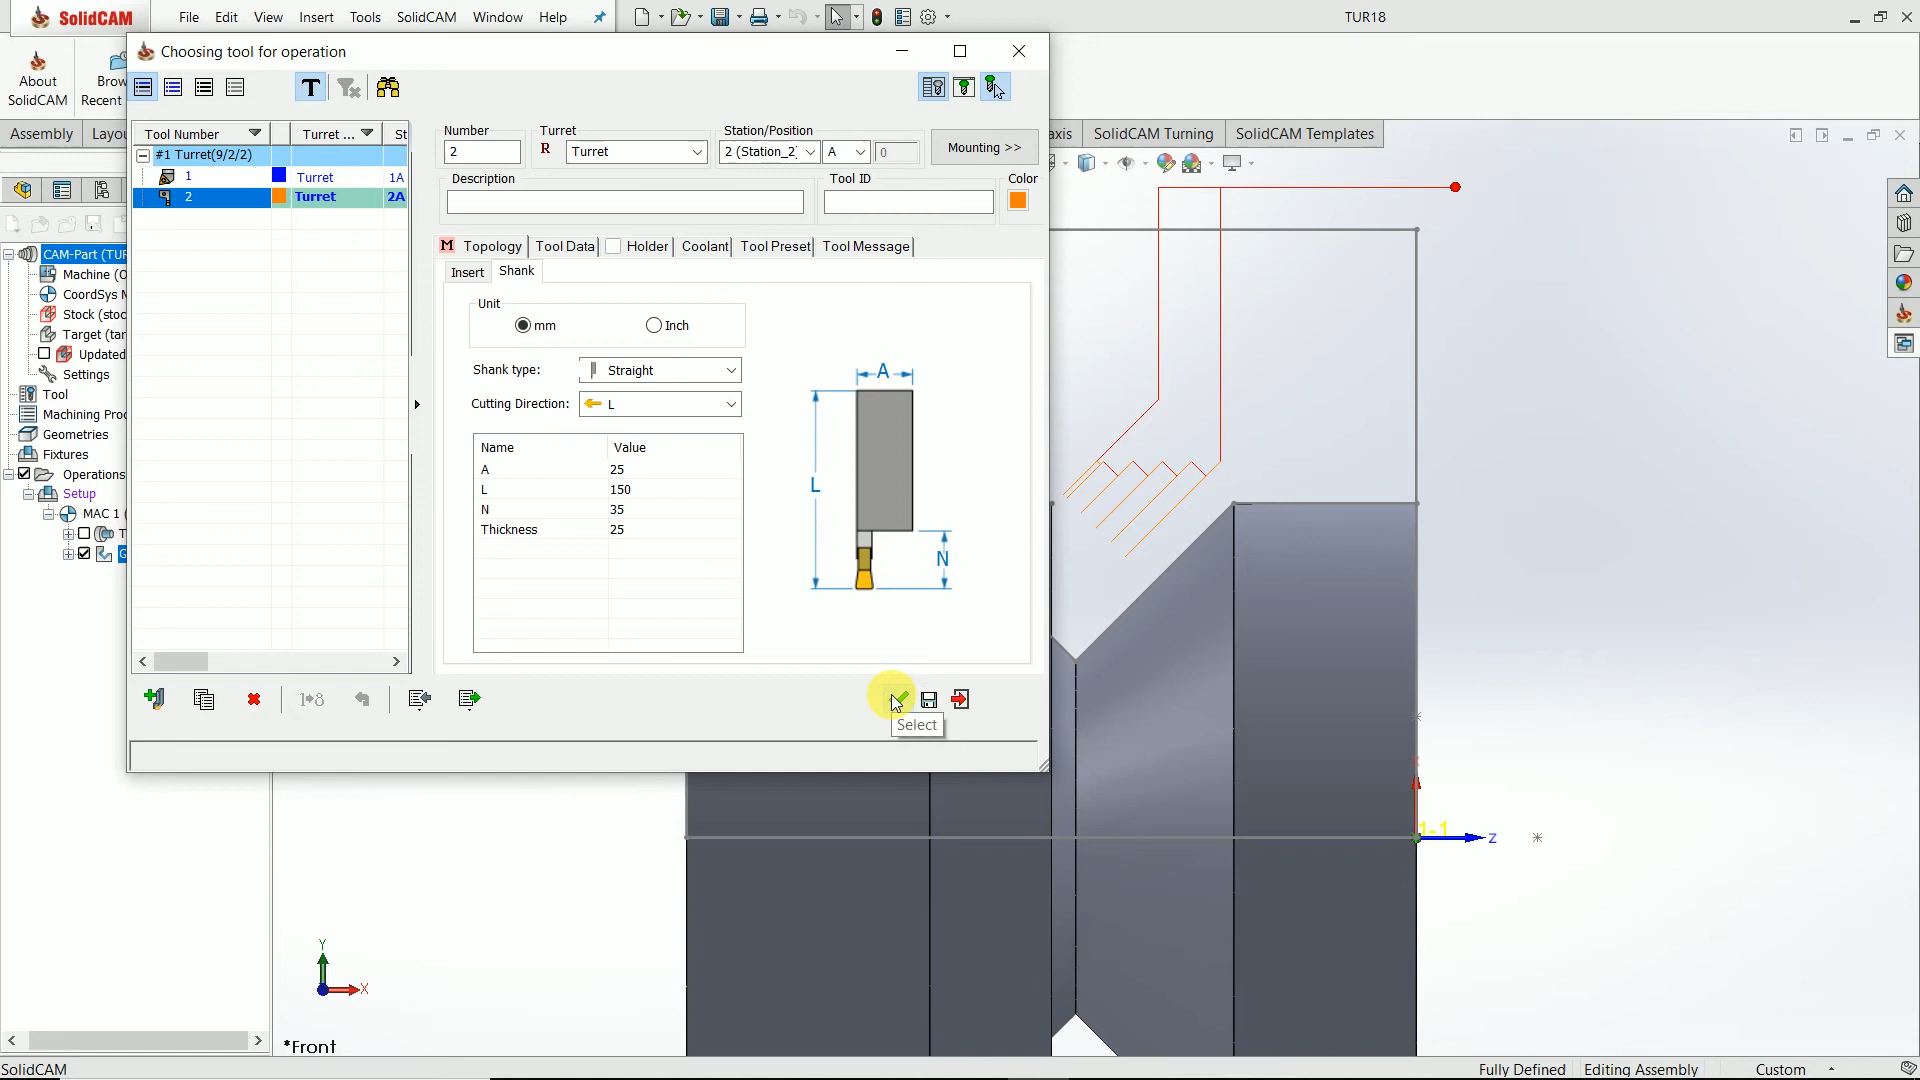 SolidCAM
File Edit View Insert Tools SolidCAM Window Help
TUR18
Choosing tool for operation
About SolidCAM
Brow
Recent
Assembly Layou
axis SolidCAM Turning SolidCAM Templates
Tool Number Turret ... St
#1 Turret(9/2/2)
1 Turret 1A
2 Turret 2A
Number Turret Station/Position
2 R Turret 2 (Station_2 A 0 Mounting >>
Description Tool ID Color
M Topology Tool Data Holder Coolant Tool Preset Tool Message
Insert Shank
Unit
mm Inch
Shank type: Straight
Cutting Direction: L
Name Value
A 25
L 150
N 35
Thickness 25
A
L
N
Select
CAM-Part (TUR
Machine (O
CoordSys M
Stock (stoc
Target (tar
Updated
Settings
Tool
Machining Proc
Geometries
Fixtures
Operations
Setup
MAC 1 (
T
G
1-1
Z
Y
X
*Front
SolidCAM
Fully Defined Editing Assembly Custom